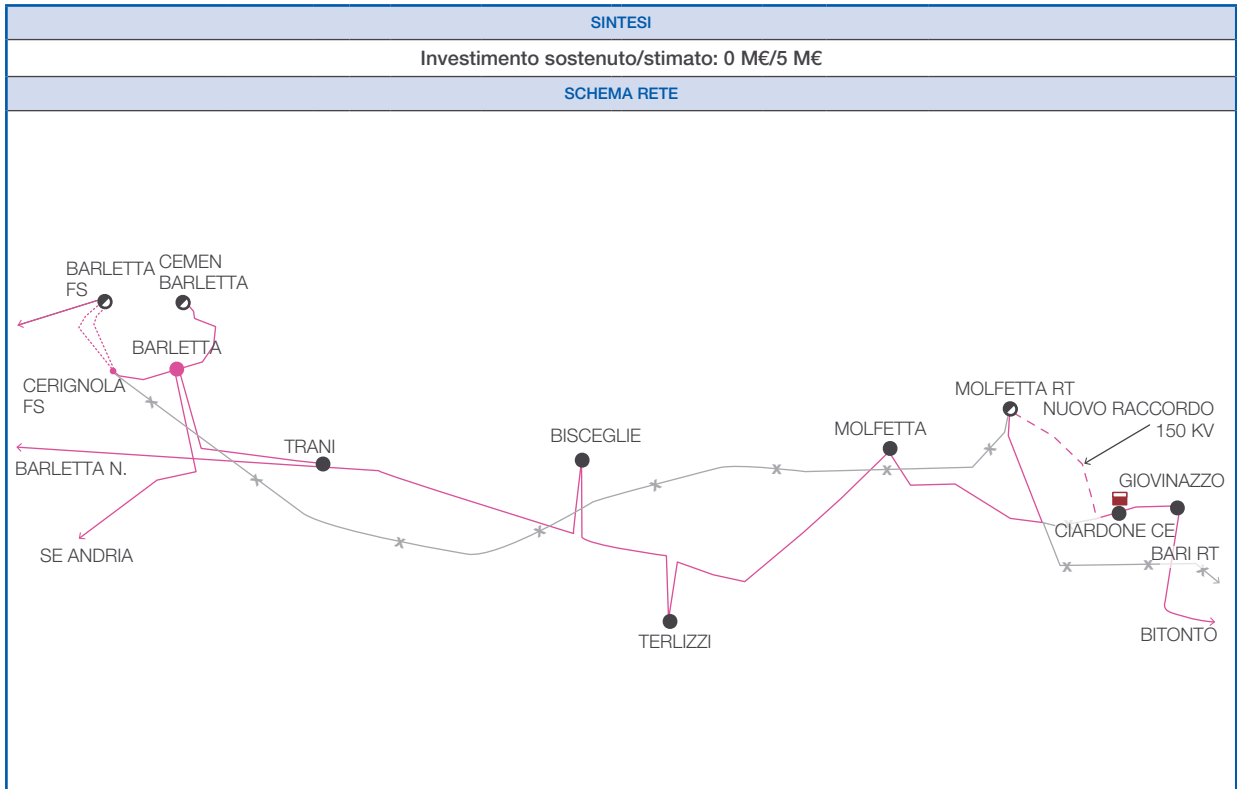 SINTESI
Investimento sostenuto/stimato: 0 M€/5 M€
SCHEMA RETE
BARLETTA
FS
CEMEN
BARLETTA
BARLETTA
CERIGNOLA
FS
BARLETTA N.
TRANI
SE ANDRIA
BISCEGLIE
TERLIZZI
MOLFETTA
MOLFETTA RT
NUOVO RACCORDO
150 KV
GIOVINAZZO
CIARDONE CE
BARI RT
BITONTO